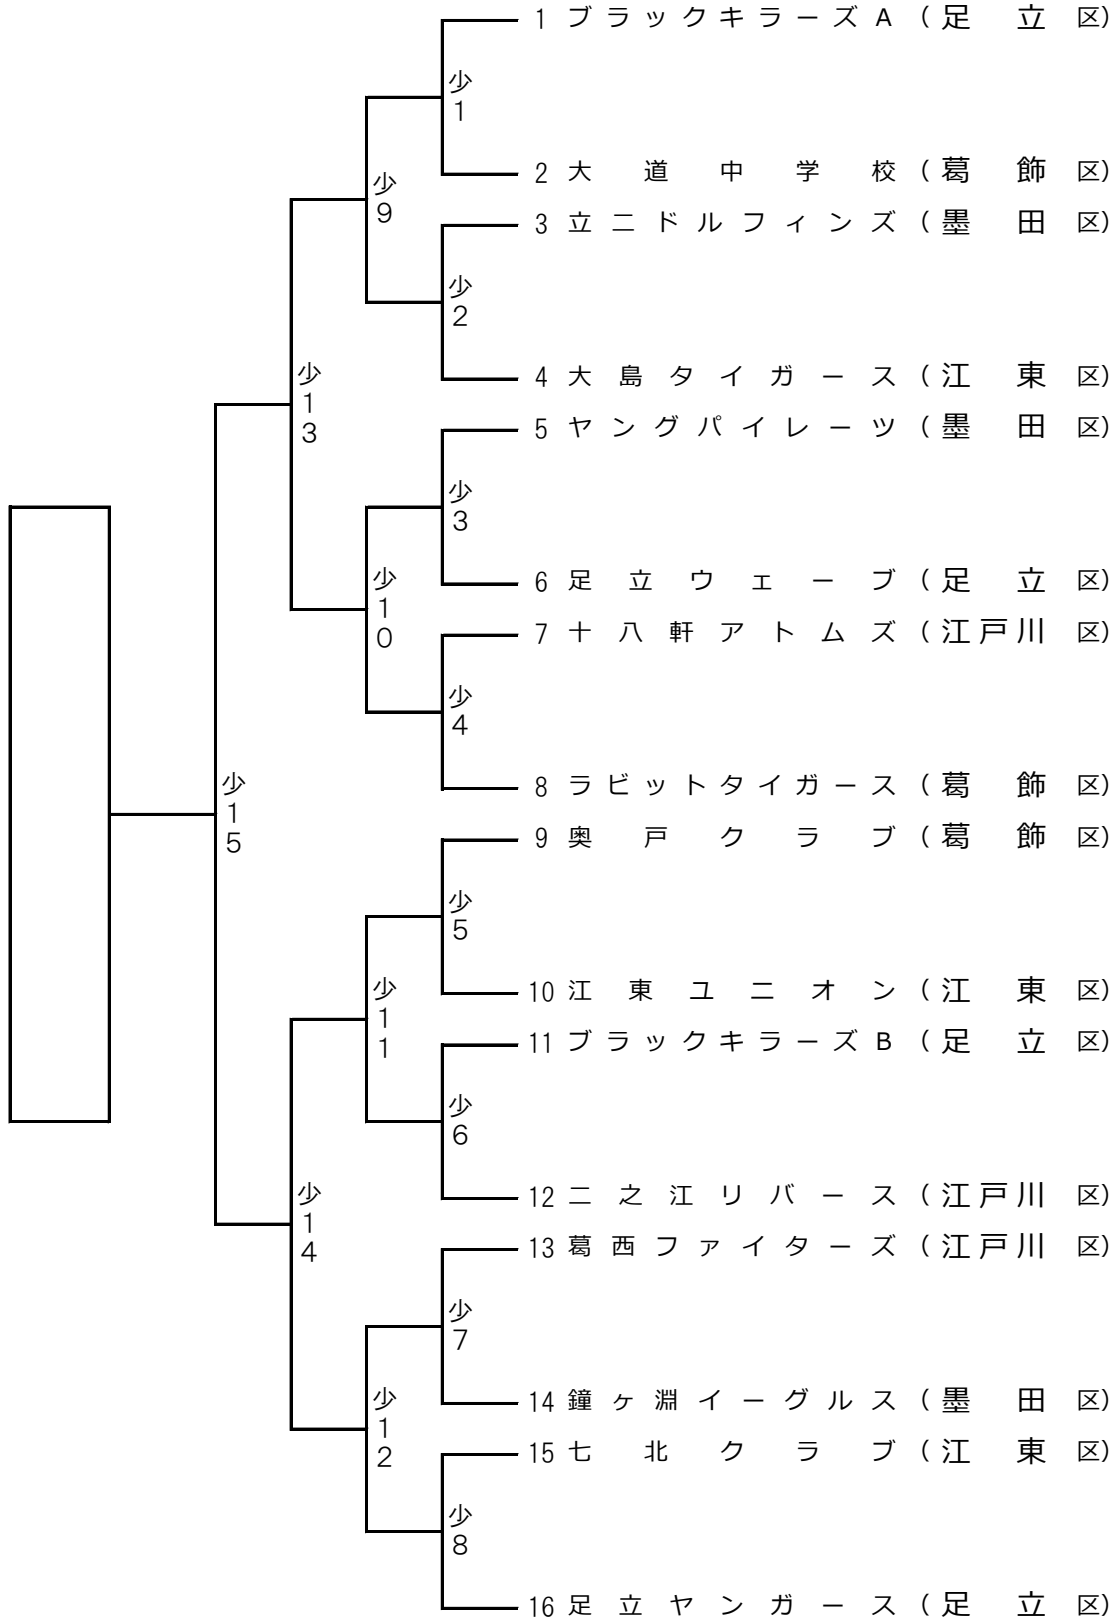 1 ブラックキラーズA (足立区)
少1
2 大道中学校 (葛飾区)
少9
3 立二ドルフィンズ (墨田区)
少2
4 大島タイガース (江東区)
少13
5 ヤングパイレーツ (墨田区)
少3
6 足立ウェーブ (足立区)
少10
7 十八軒アトムズ (江戸川区)
少4
8 ラビットタイガース (葛飾区)
少15
9 奥戸クラブ (葛飾区)
少5
10 江東ユニオン (江東区)
少11
11 ブラックキラーズB (足立区)
少6
12 二之江リバース (江戸川区)
少14
13 葛西ファイターズ (江戸川区)
少7
14 鐘ヶ淵イーグルス (墨田区)
少12
15 七北クラブ (江東区)
少8
16 足立ヤンガース (足立区)